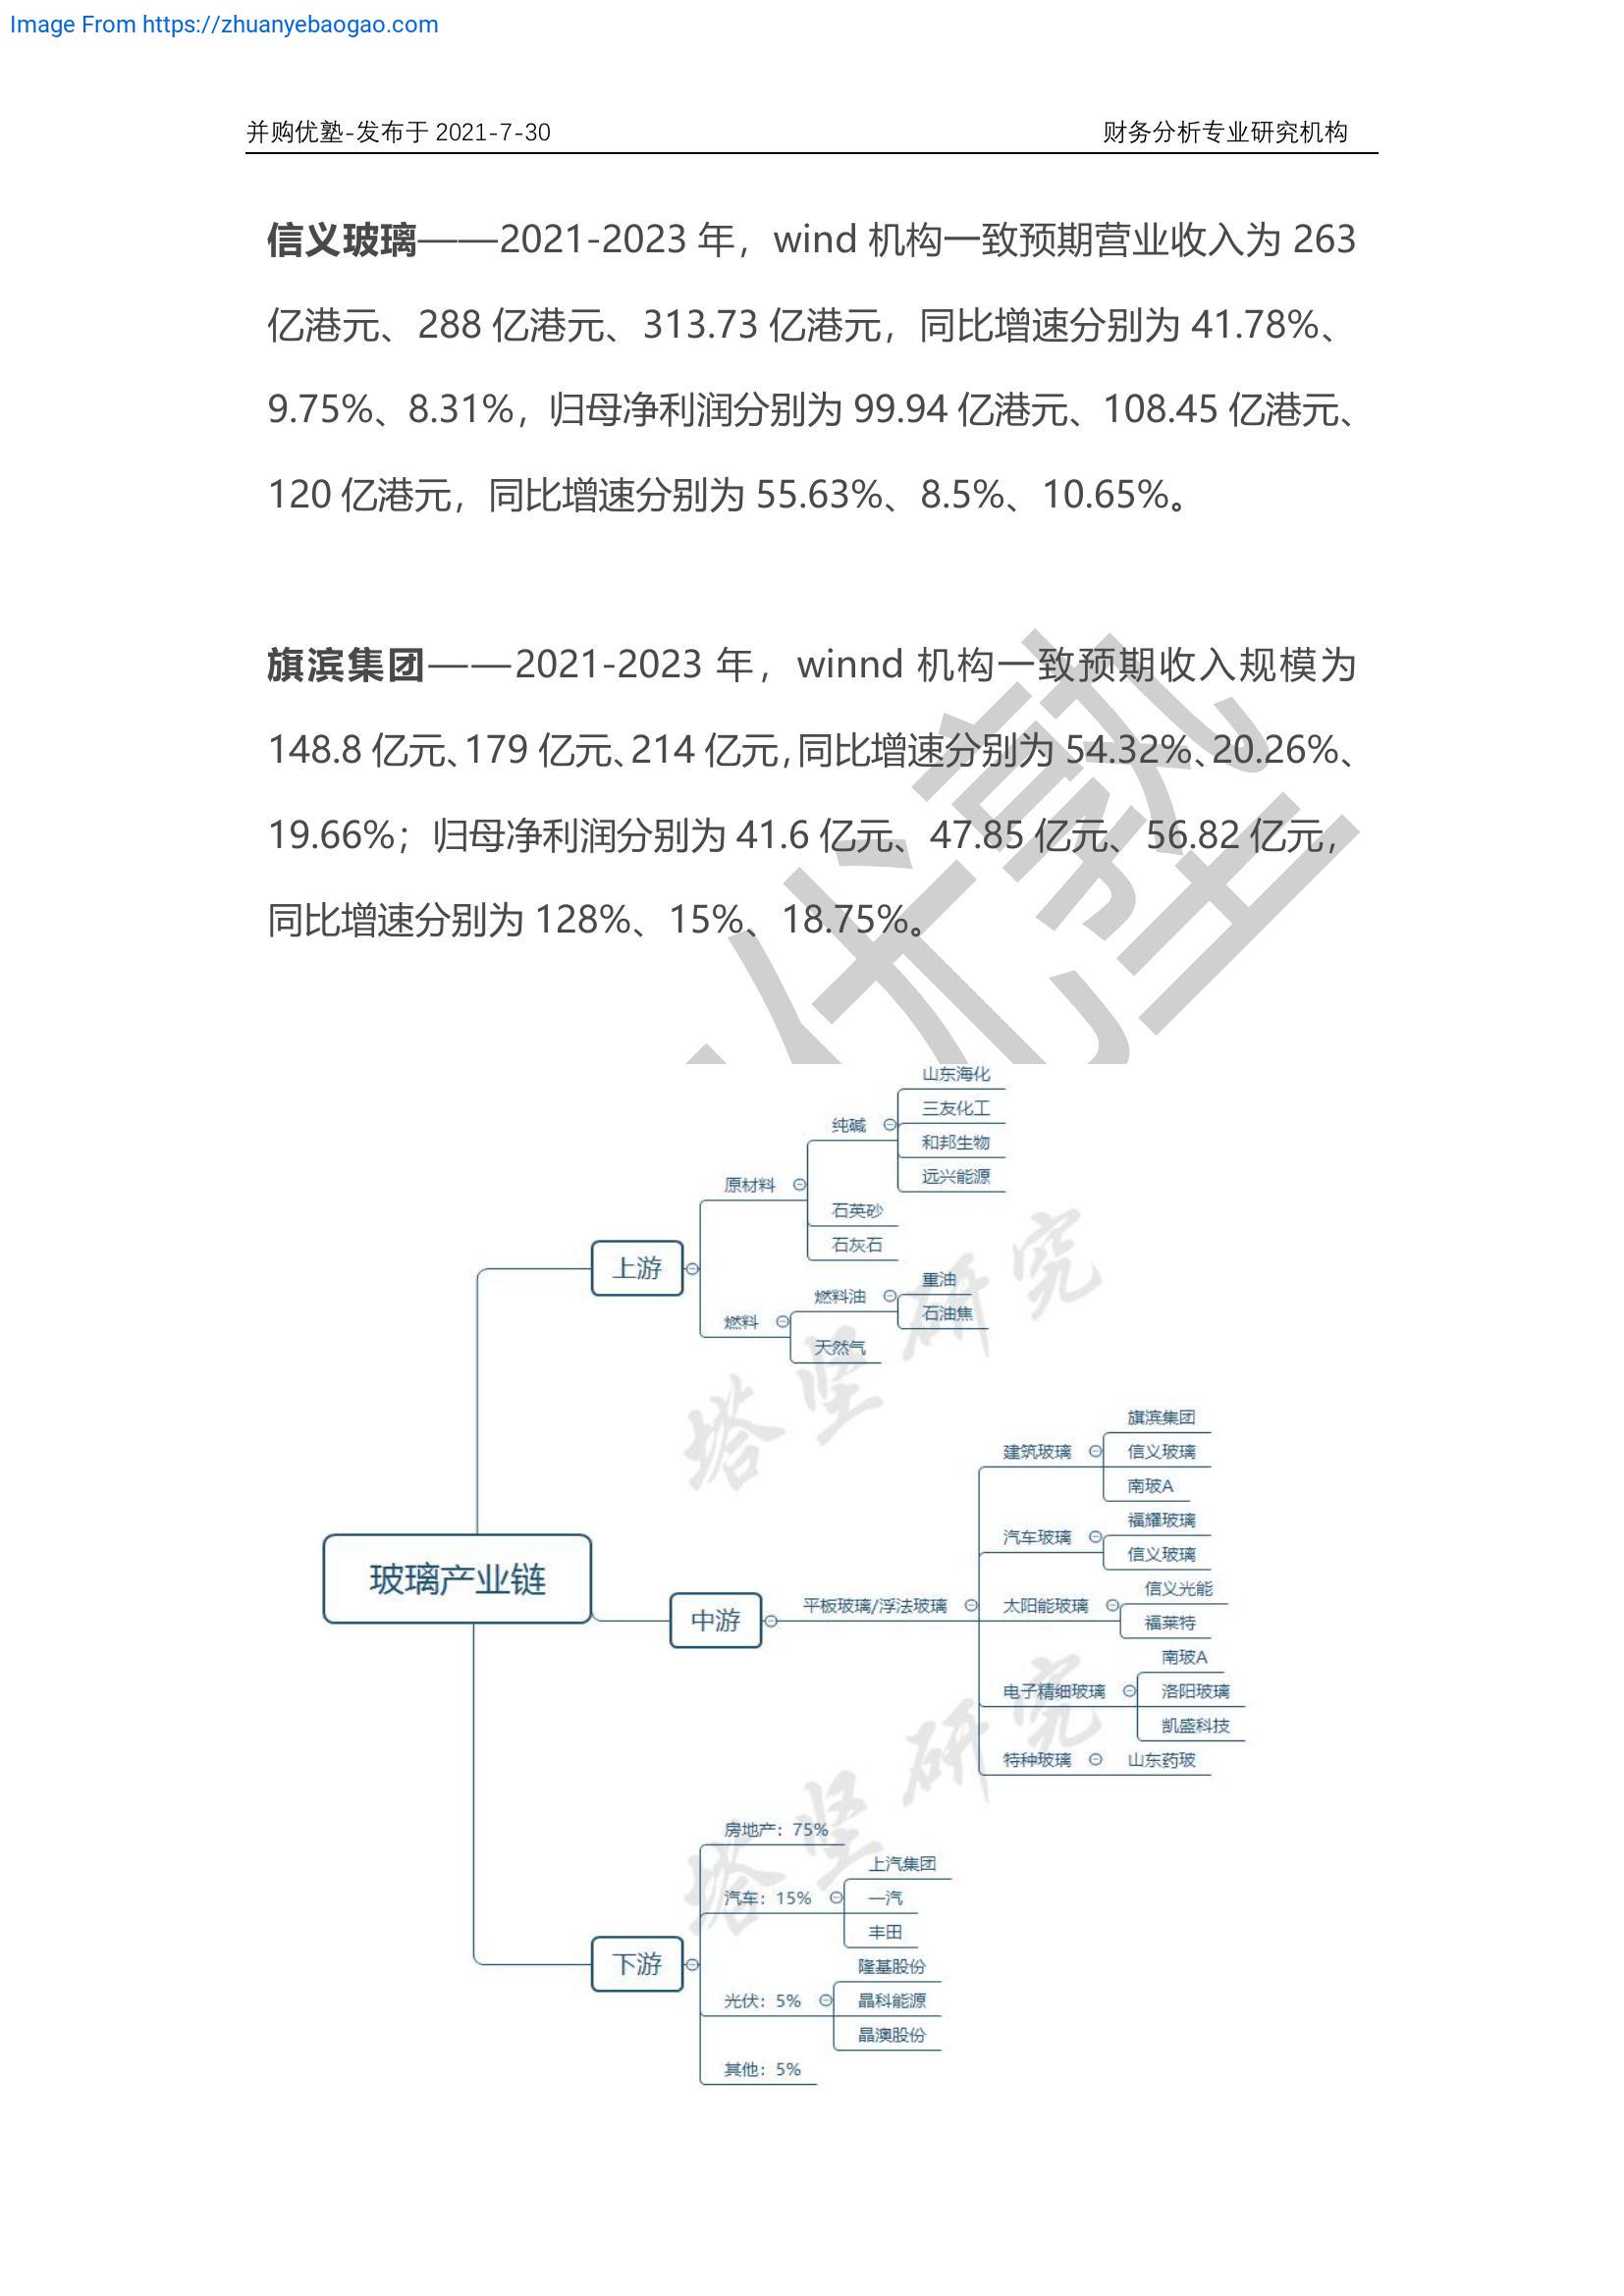 Image From https://zhuanyebaogao.com
并购优塾-发布于 2021-7-30 财务分析专业研究机构
信义玻璃——2021-2023 年，wind 机构一致预期营业收入为 263
亿港元、288 亿港元、313.73 亿港元，同比增速分别为 41.78%、
9.75%、8.31%，归母净利润分别为 99.94 亿港元、108.45 亿港元、
120 亿港元，同比增速分别为 55.63%、8.5%、10.65%。
旗滨集团——2021-2023 年，winnd 机构一致预期收入规模为
148.8 亿元、179 亿元、214 亿元，同比增速分别为 54.32%、20.26%、
19.66%；归母净利润分别为 41.6 亿元、47.85 亿元、56.82 亿元，
同比增速分别为 128%、15%、18.75%。
优塾
玻璃产业链
上游
原材料
纯碱
山东海化
三友化工
和邦生物
远兴能源
石英砂
石灰石
燃料
燃料油
重油
石油焦
天然气
中游
平板玻璃/浮法玻璃
建筑玻璃
旗滨集团
信义玻璃
南玻A
汽车玻璃
福耀玻璃
信义玻璃
太阳能玻璃
信义光能
福莱特
电子精细玻璃
南玻A
洛阳玻璃
凯盛科技
特种玻璃
山东药玻
下游
房地产：75%
汽车：15%
上汽集团
一汽
丰田
光伏：5%
隆基股份
晶科能源
晶澳股份
其他：5%
塔坚研究
塔坚研究